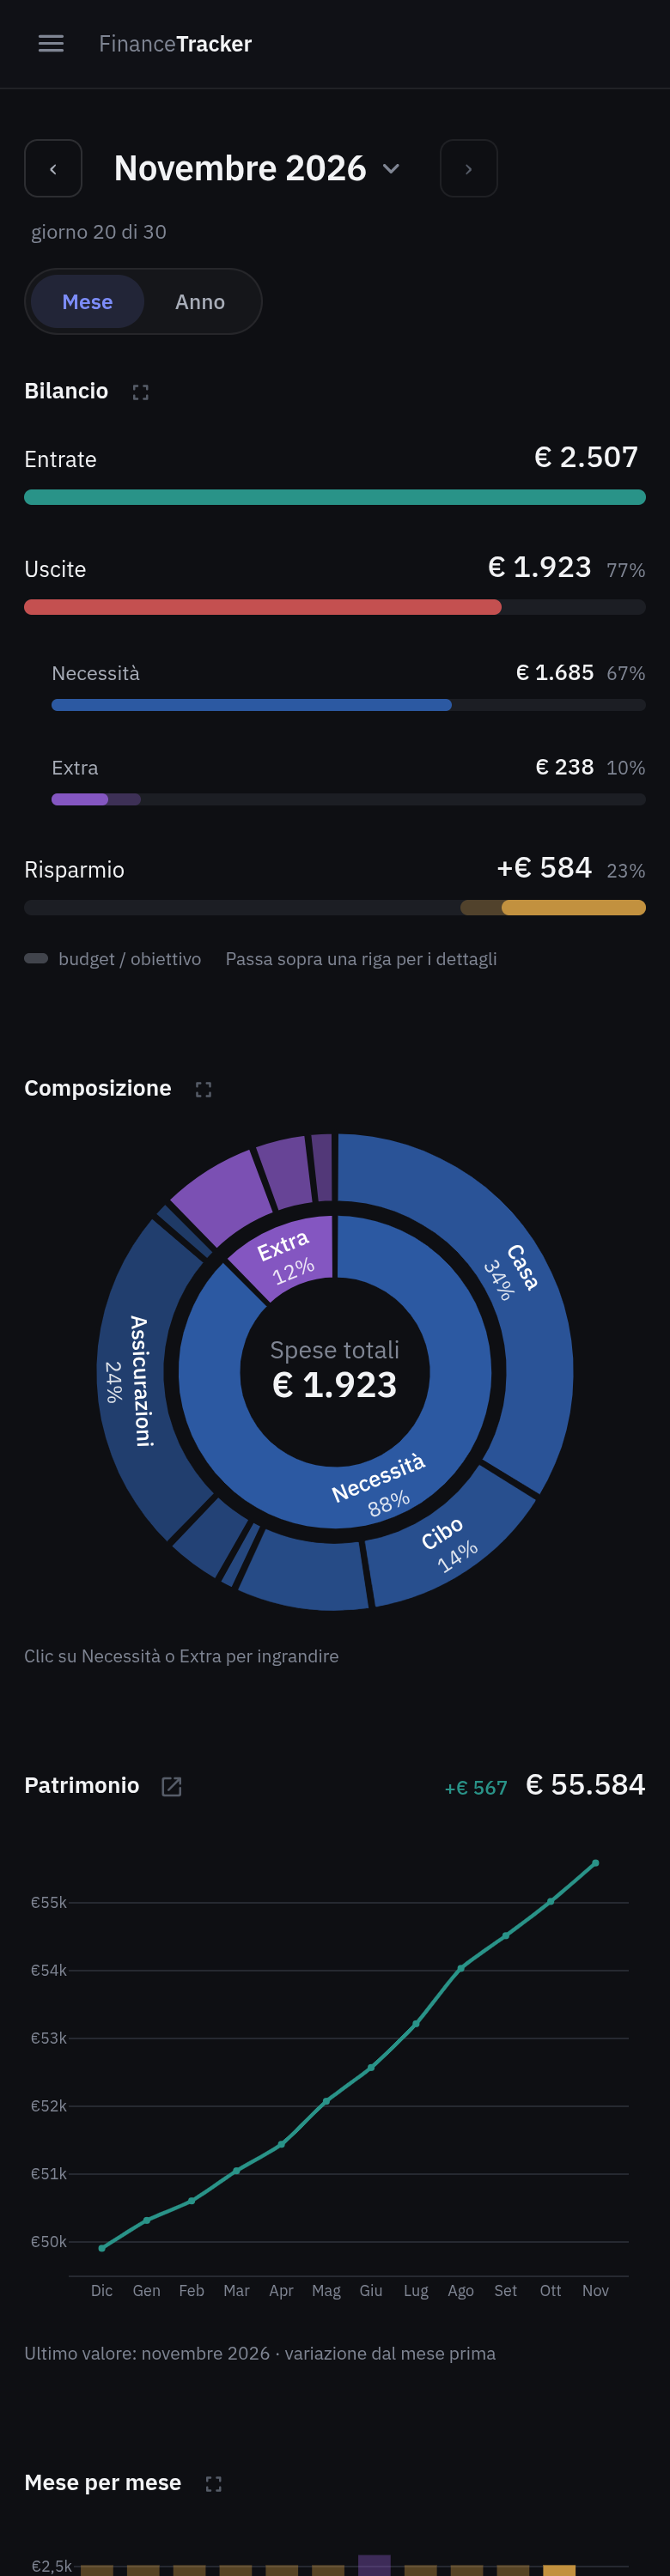 FinanceTracker
Novembre 2026
giorno 20 di 30
Mese Anno
Bilancio
Entrate € 2.507
Uscite € 1.923 77%
Necessità € 1.685 67%
Extra € 238 10%
Risparmio +€ 584 23%
budget / obiettivo Passa sopra una riga per i dettagli
Composizione
Extra
12%
Casa
34%
Assicurazioni
24%
Spese totali
€ 1.923
Necessità
88%
Cibo
14%
Clic su Necessità o Extra per ingrandire
Patrimonio +€ 567 € 55.584
€55k
€54k
€53k
€52k
€51k
€50k
Dic Gen Feb Mar Apr Mag Giu Lug Ago Set Ott Nov
Ultimo valore: novembre 2026 · variazione dal mese prima
Mese per mese
€2,5k